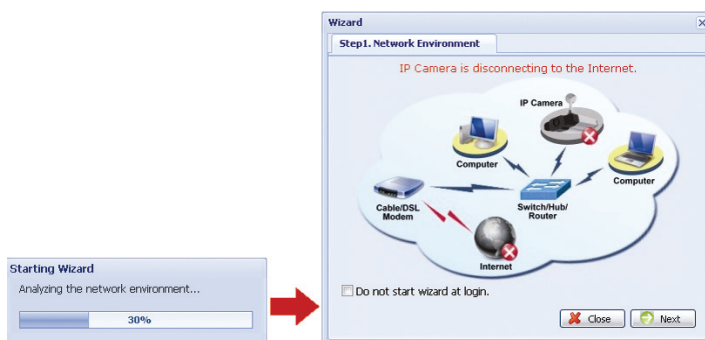 Starting Wizard
Analyzing the network environment...
30%
Wizard
Step1. Network Environment
IP Camera is disconnecting to the Internet.
IP Camera
Computer
Computer
Cable/DSL
Modem
Switch/Hub/
Router
Internet
Do not start wizard at login.
Close
Next